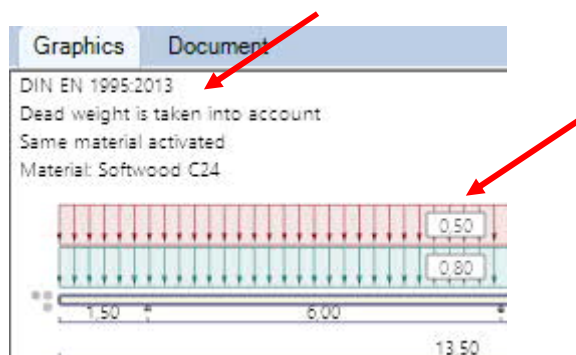 Graphics Document
DIN EN 1995:2013
Dead weight is taken into account
Same material activated
Material: Softwood C24
0,50
0,80
1,50 6,00
13,50